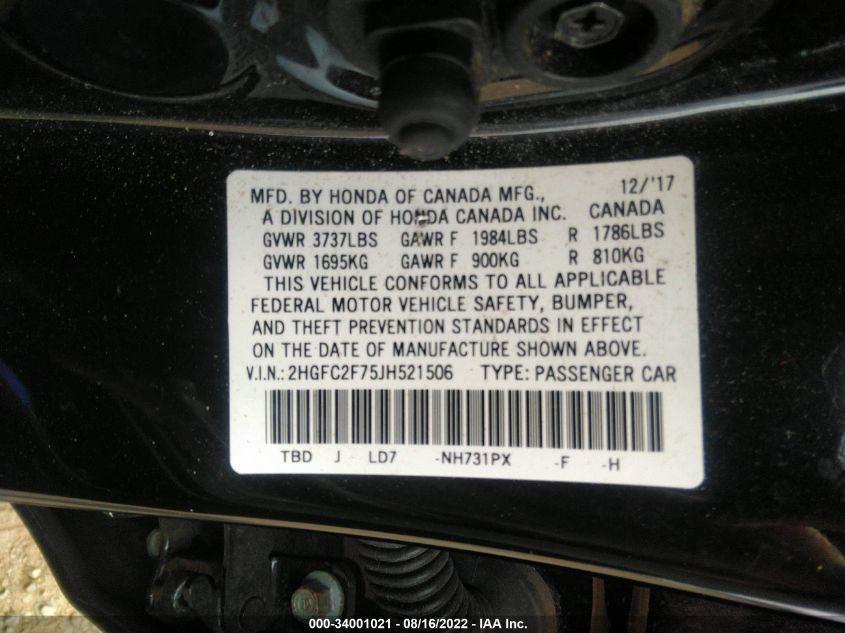 MFD. BY HONDA OF CANADA MFG., 12/'17
A DIVISION OF HONDA CANADA INC. CANADA
GVWR 3737LBS GAWR F 1984LBS R 1786LBS
GVWR 1695KG GAWR F 900KG R 810KG
THIS VEHICLE CONFORMS TO ALL APPLICABLE
FEDERAL MOTOR VEHICLE SAFETY, BUMPER,
AND THEFT PREVENTION STANDARDS IN EFFECT
ON THE DATE OF MANUFACTURE SHOWN ABOVE.
V.I.N.: 2HGFC2F75JH521506 TYPE: PASSENGER CAR
TBD J LD7 -NH731PX -F -H
000-34001021 - 08/16/2022 - IAA Inc.